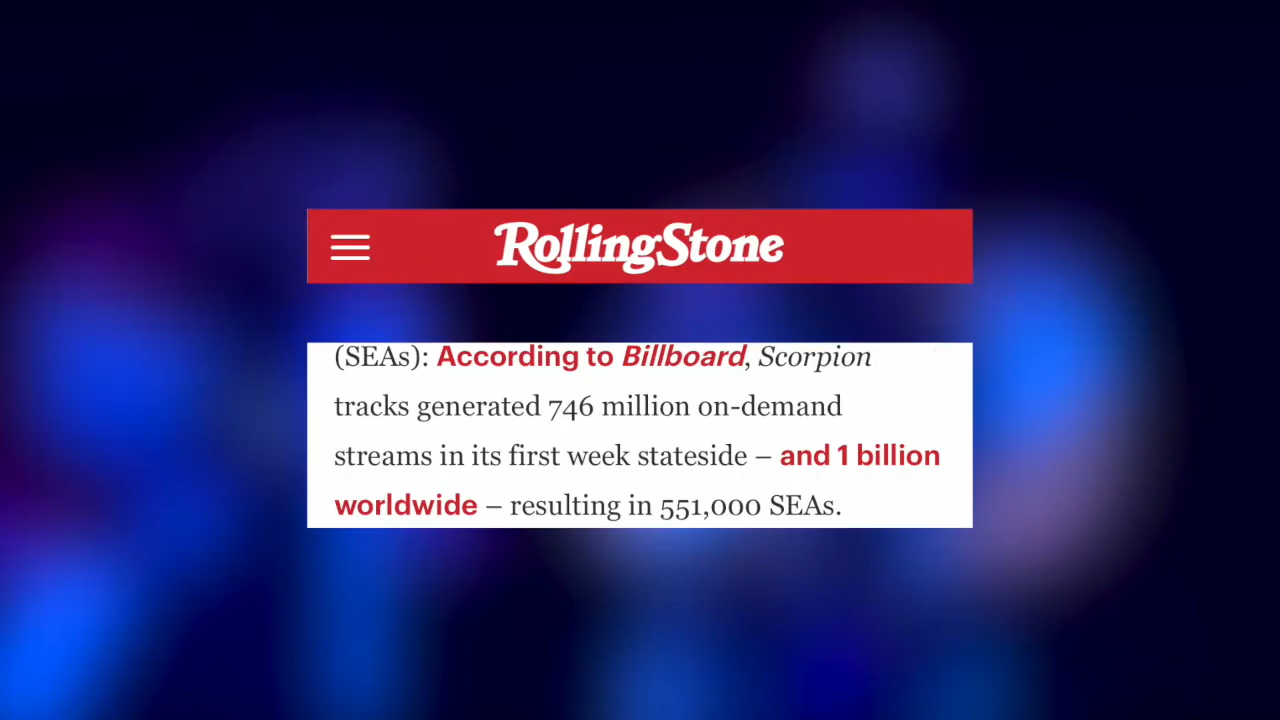 RollingStone
(SEAs): According to Billboard, Scorpion
tracks generated 746 million on-demand
streams in its first week stateside – and 1 billion
worldwide – resulting in 551,000 SEAs.